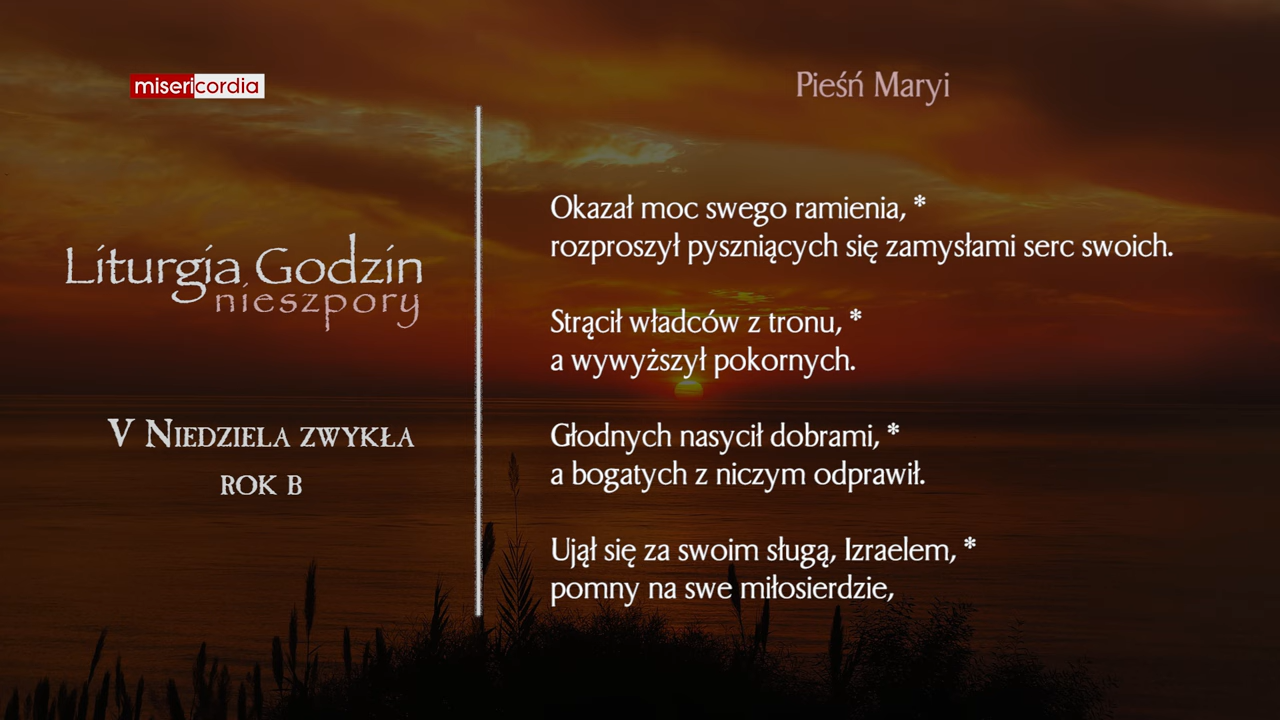 misericordia
Liturgia Godzin
nieszpory
V Niedziela zwykła
rok B
Pieśń Maryi
Okazał moc swego ramienia, *
rozproszył pyszniących się zamysłami serc swoich.
Strącił władców z tronu, *
a wywyższył pokornych.
Głodnych nasycił dobrami, *
a bogatych z niczym odprawił.
Ujął się za swoim sługą, Izraelem, *
pomny na swe miłosierdzie,